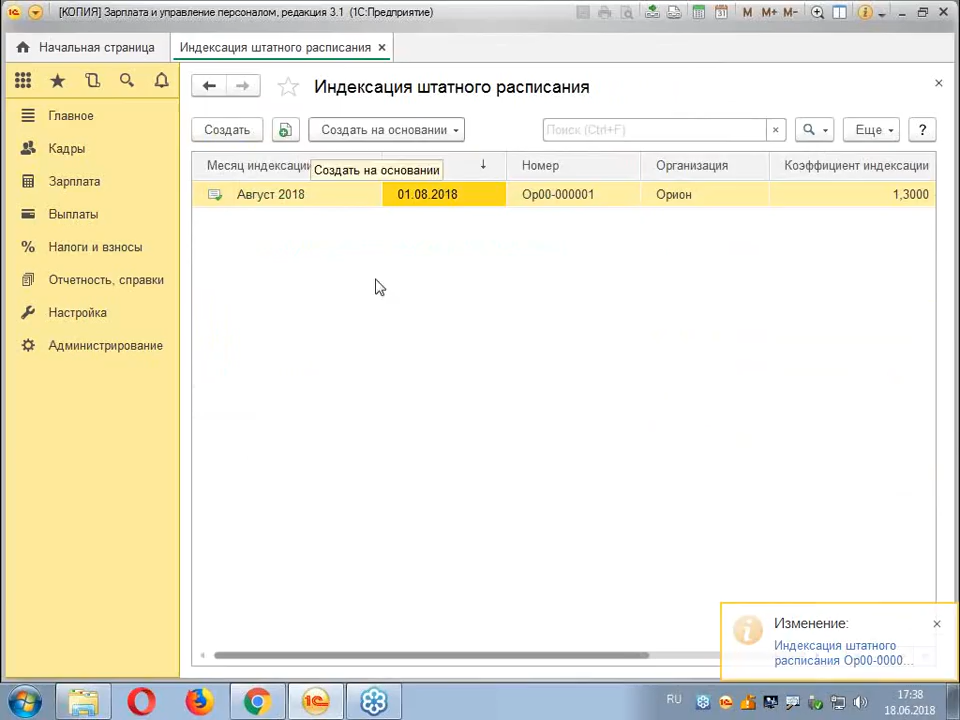 [КОПИЯ] Зарплата и управление персоналом, редакция 3.1 (1С:Предприятие)
M M+ M-
Начальная страница
Индексация штатного расписания ×
Главное
Кадры
Зарплата
Выплаты
Налоги и взносы
Отчетность, справки
Настройка
Администрирование
Индексация штатного расписания
Создать
Создать на основании
Поиск (Ctrl+F)
Еще
?
Месяц индексации
Номер
Организация
Коэффициент индексации
Создать на основании
Август 2018
01.08.2018
Ор00-000001
Орион
1,3000
Изменение:
Индексация штатного
расписания Ор00-0000...
RU
17:38
18.06.2018